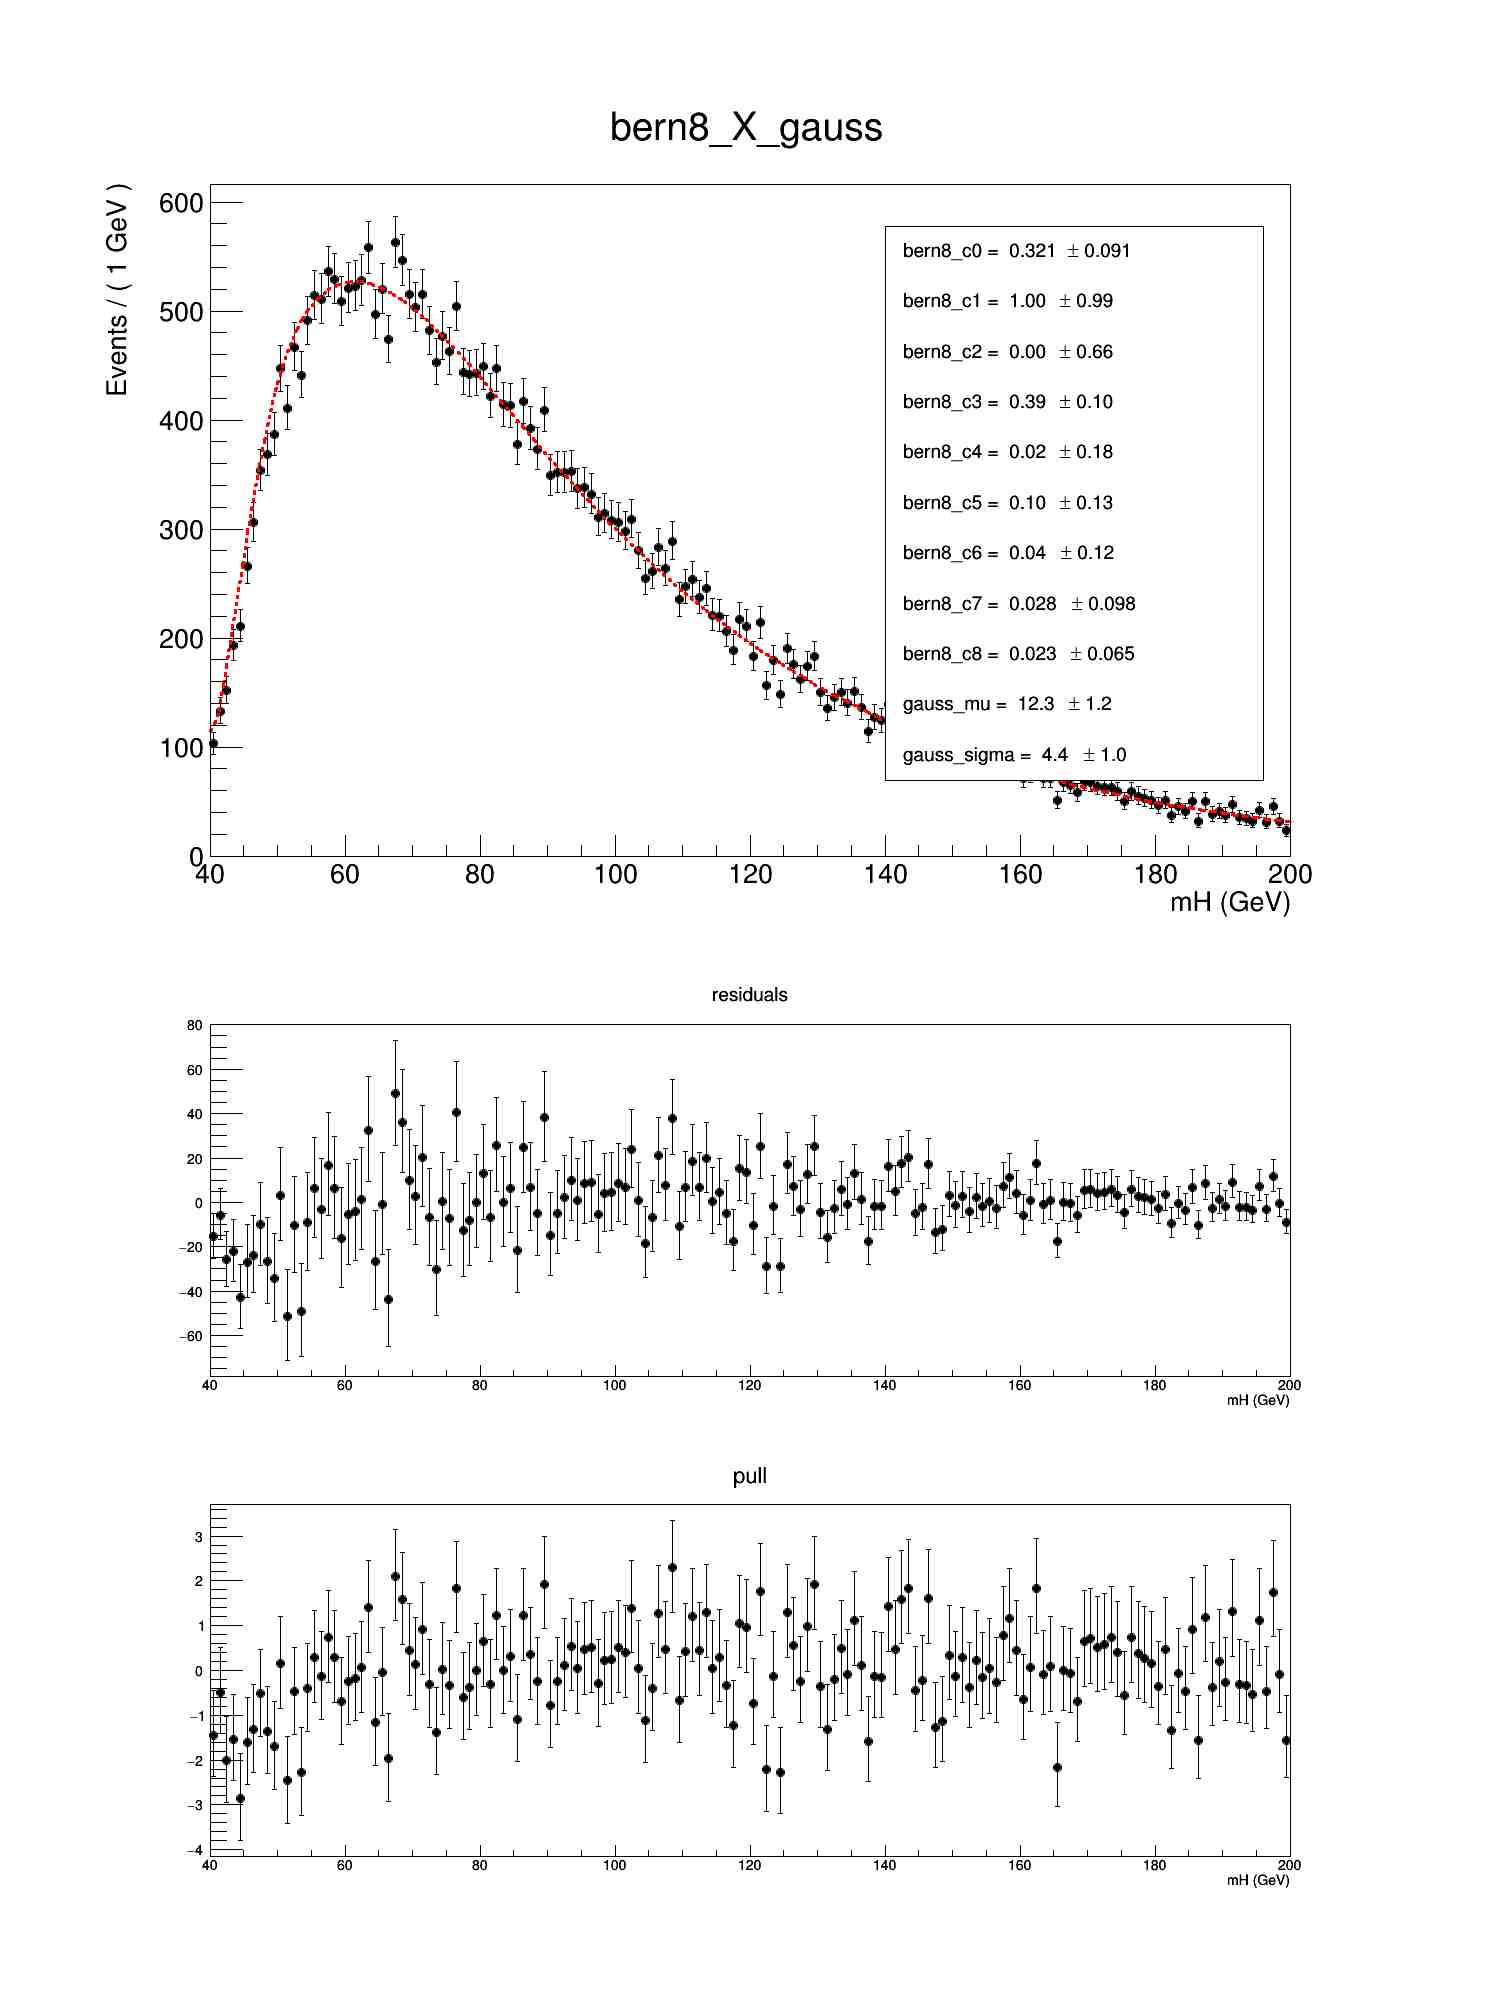 bern8_X_gauss
Events / ( 1 GeV )
600
500
400
300
200
100
0
bern8_c0 = 0.321 ± 0.091
bern8_c1 = 1.00 ± 0.99
bern8_c2 = 0.00 ± 0.66
bern8_c3 = 0.39 ± 0.10
bern8_c4 = 0.02 ± 0.18
bern8_c5 = 0.10 ± 0.13
bern8_c6 = 0.04 ± 0.12
bern8_c7 = 0.028 ± 0.098
bern8_c8 = 0.023 ± 0.065
gauss_mu = 12.3 ± 1.2
gauss_sigma = 4.4 ± 1.0
40 60 80 100 120 140 160 180 200
mH (GeV)
residuals
80
60
40
20
0
−20
−40
−60
40 60 80 100 120 140 160 180 200
mH (GeV)
pull
3
2
1
0
−1
−2
−3
−4
40 60 80 100 120 140 160 180 200
mH (GeV)